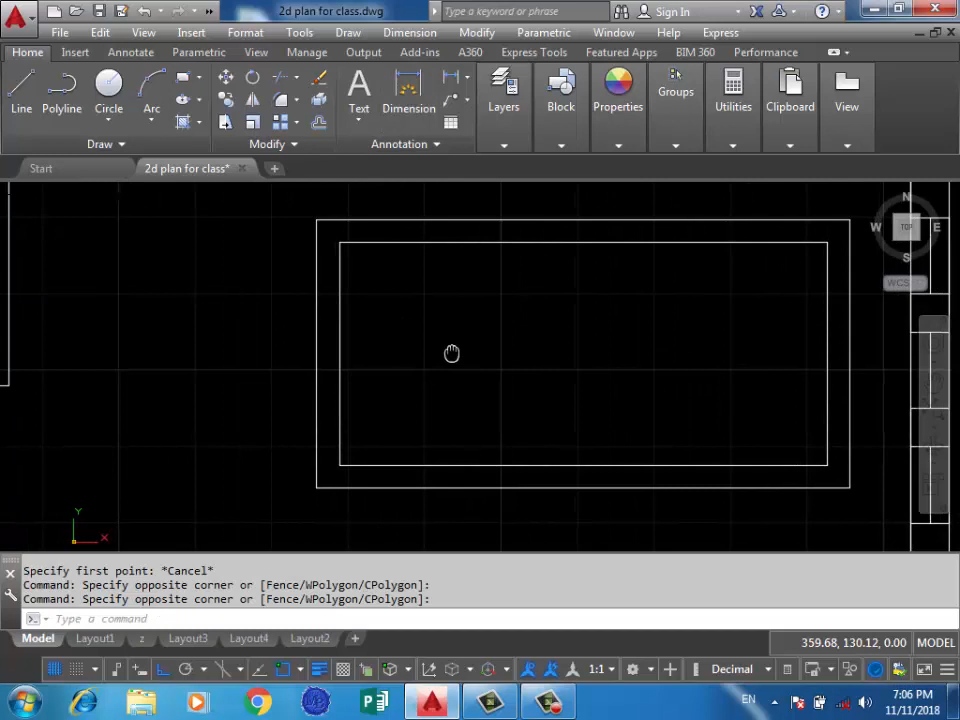 2d plan for class.dwg
Type a keyword or phrase
Sign In
File Edit View Insert Format Tools Draw Dimension Modify Parametric Window Help Express
Home Insert Annotate Parametric View Manage Output Add-ins A360 Express Tools Featured Apps BIM 360 Performance
Line Polyline Circle Arc Text Dimension Layers Block Properties Groups Utilities Clipboard View
Draw Modify Annotation
Start 2d plan for class*
N
W TOP E
S
WCS
Y
X
Specify first point: *Cancel*
Command: Specify opposite corner or [Fence/WPolygon/CPolygon]:
Command: Specify opposite corner or [Fence/WPolygon/CPolygon]:
Type a command
Model Layout1 z Layout3 Layout4 Layout2
359.68, 130.12, 0.00 MODEL
1:1 Decimal
EN
7:06 PM
11/11/2018